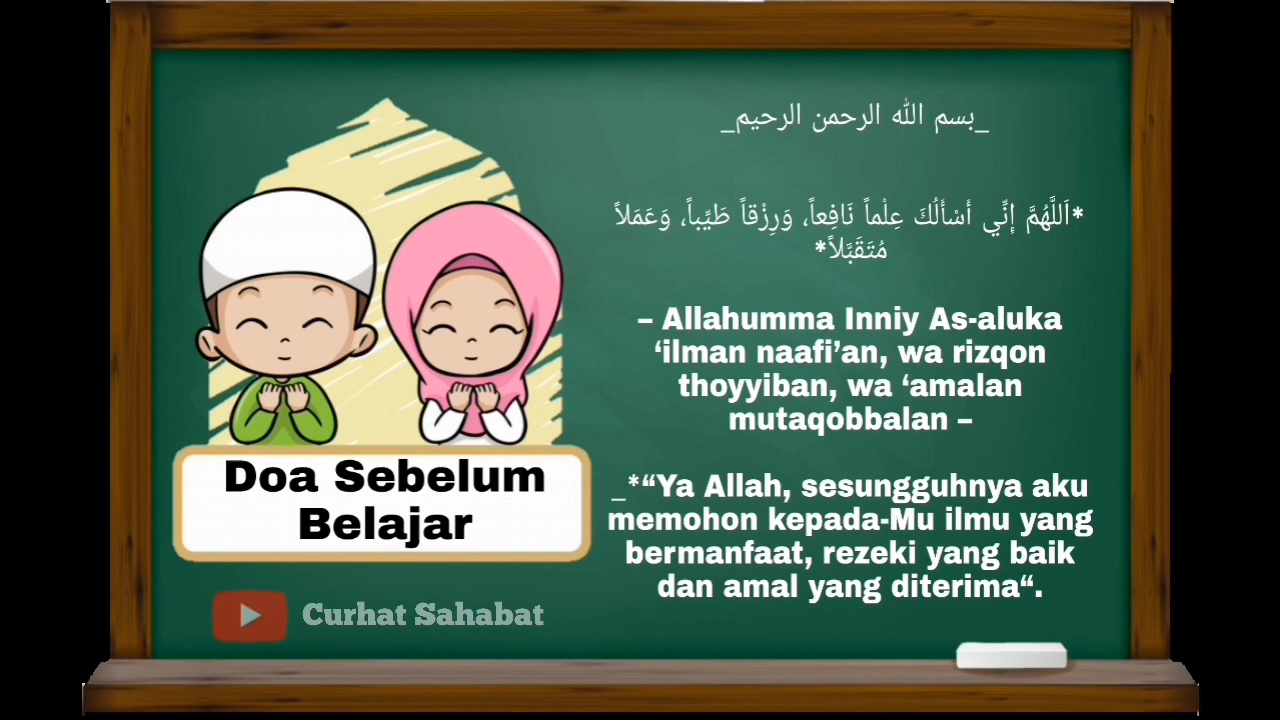 _بسم الله الرحمن الرحيم_
*اَللَّهُمَّ إِنِّي أَسْأَلُكَ عِلْماً نَافِعاً، وَرِزْقاً طَيِّباً، وَعَمَلاً
مُتَقَبَّلاً*
– Allahumma Inniy As-aluka
‘ilman naafi’an, wa rizqon
thoyyiban, wa ‘amalan
mutaqobbalan –
_*“Ya Allah, sesungguhnya aku
memohon kepada-Mu ilmu yang
bermanfaat, rezeki yang baik
dan amal yang diterima“.
Doa Sebelum
Belajar
Curhat Sahabat